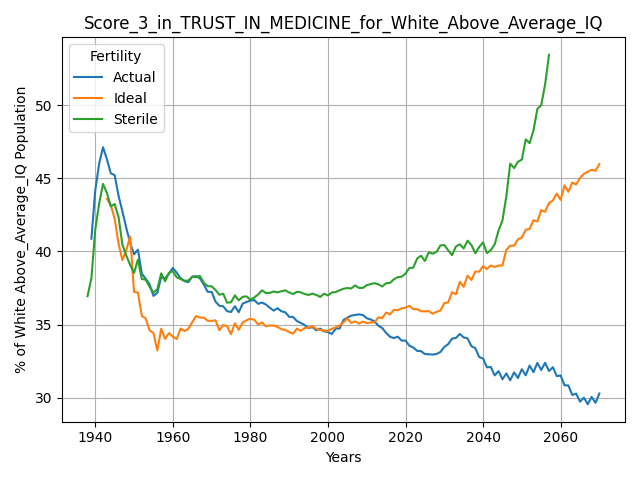 Score_3_in_TRUST_IN_MEDICINE_for_White_Above_Average_IQ
Fertility
Actual
Ideal
Sterile
% of White Above_Average_IQ Population
50
45
40
35
30
1940 1960 1980 2000 2020 2040 2060
Years